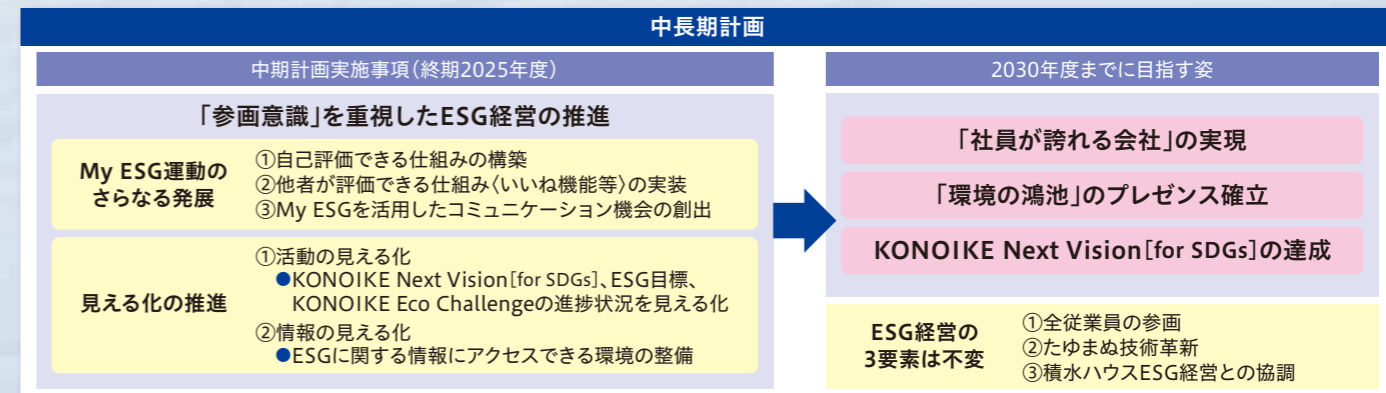 中長期計画
中期計画実施事項(終期2025年度)
「参画意識」を重視したESG経営の推進
My ESG運動の
さらなる発展
①自己評価できる仕組みの構築
②他者が評価できる仕組み〈いいね機能等〉の実装
③My ESGを活用したコミュニケーション機会の創出
見える化の推進
①活動の見える化
●KONOIKE Next Vision[for SDGs]、ESG目標、
KONOIKE Eco Challengeの進捗状況を見える化
②情報の見える化
●ESGに関する情報にアクセスできる環境の整備
2030年度までに目指す姿
「社員が誇れる会社」の実現
「環境の鴻池」のプレゼンス確立
KONOIKE Next Vision[for SDGs]の達成
ESG経営の
3要素は不変
①全従業員の参画
②たゆまぬ技術革新
③積水ハウスESG経営との協調